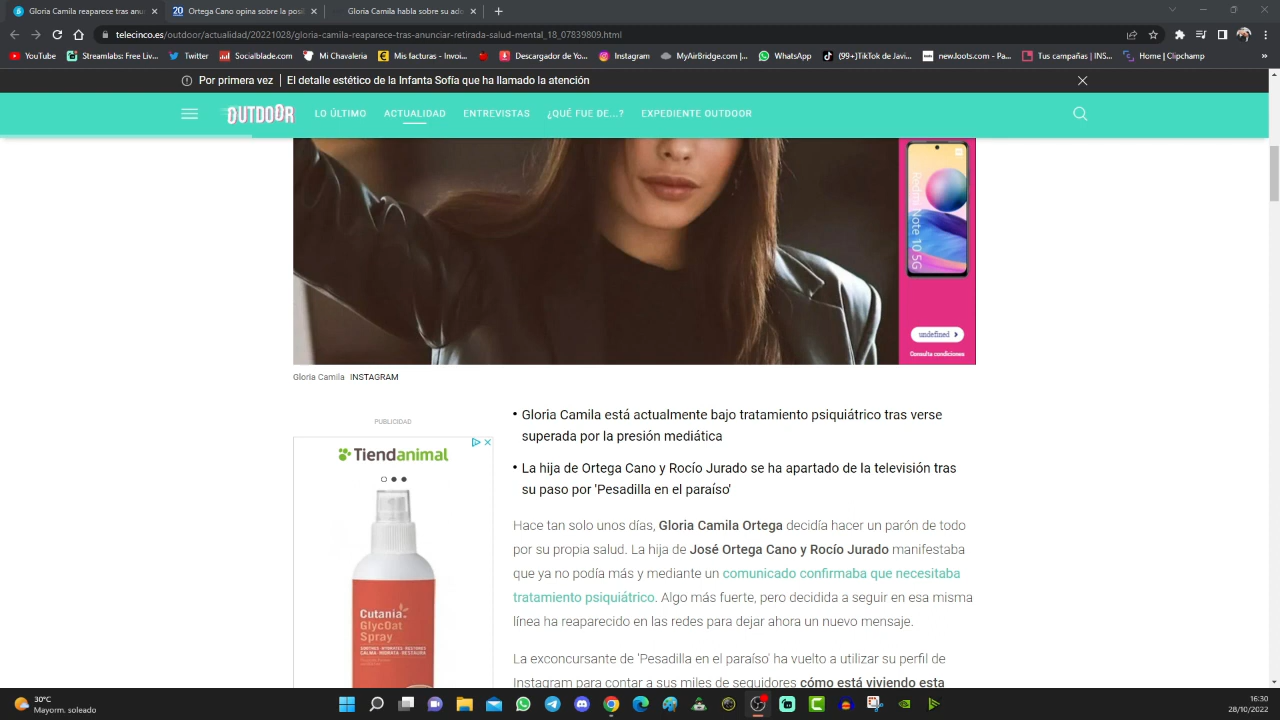 Gloria Camila reaparece tras anun
Ortega Cano opina sobre la posi
Gloria Camila habla sobre su ado
telecinco.es/outdoor/actualidad/20221028/gloria-camila-reaparece-tras-anunciar-retirada-salud-mental_18_07839809.html
YouTube
Streamlabs: Free Liv...
Twitter
StockSnap.io
Mi Chavaleria
Mis facturas - Invoi...
Descargador de Yo...
Instagram
MyAirBridge.com | ...
WhatsApp
(99+)TikTok de Javi...
newJoots.com - Pa...
Tus campañas | INS...
Home | Clipchamp
Por primera vez | El detalle estético de la Infanta Sofía que ha llamado la atención
OUTDOOR
LO ÚLTIMO
ACTUALIDAD
ENTREVISTAS
¿QUÉ FUE DE...?
EXPEDIENTE OUTDOOR
Redmi Note 10 5G
undefined
Consulta condiciones
Gloria Camila INSTAGRAM
PUBLICIDAD
Tiendanimal
Cutania.
GlycOat
Spray
SOOTHES-HYDRATES-RESTORES
CALMA-HIDRATA-RESTAURA
• Gloria Camila está actualmente bajo tratamiento psiquiátrico tras verse
superada por la presión mediática
• La hija de Ortega Cano y Rocío Jurado se ha apartado de la televisión tras
su paso por 'Pesadilla en el paraíso'
Hace tan solo unos días, Gloria Camila Ortega decidía hacer un parón de todo
por su propia salud. La hija de José Ortega Cano y Rocío Jurado manifestaba
que ya no podía más y mediante un comunicado confirmaba que necesitaba
tratamiento psiquiátrico. Algo más fuerte, pero decidida a seguir en esa misma
línea ha reaparecido en las redes para dejar ahora un nuevo mensaje.
La exconcursante de 'Pesadilla en el paraíso' ha vuelto a utilizar su perfil de
Instagram para contar a sus miles de seguidores cómo está viviendo esta
30°C
Mayorm. soleado
16:30
28/10/2022